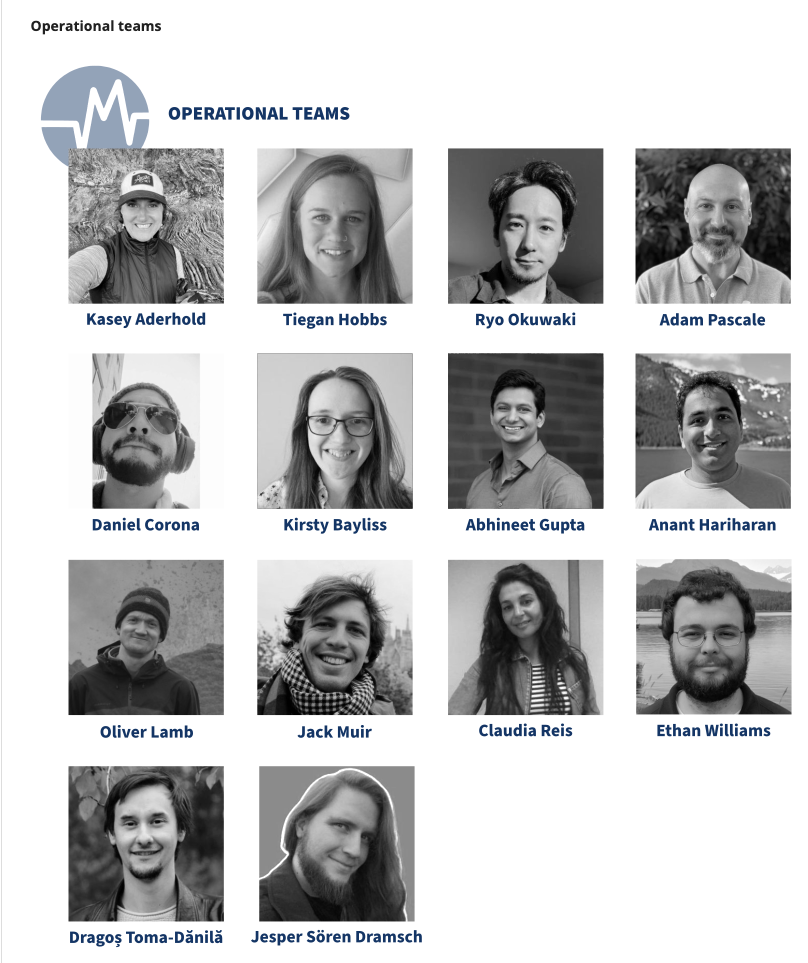 Operational teams
OPERATIONAL TEAMS
Kasey Aderhold
Tiegan Hobbs
Ryo Okuwaki
Adam Pascale
Daniel Corona
Kirsty Bayliss
Abhineet Gupta
Anant Hariharan
Oliver Lamb
Jack Muir
Claudia Reis
Ethan Williams
Dragoș Toma-Dănilă
Jesper Sören Dramsch